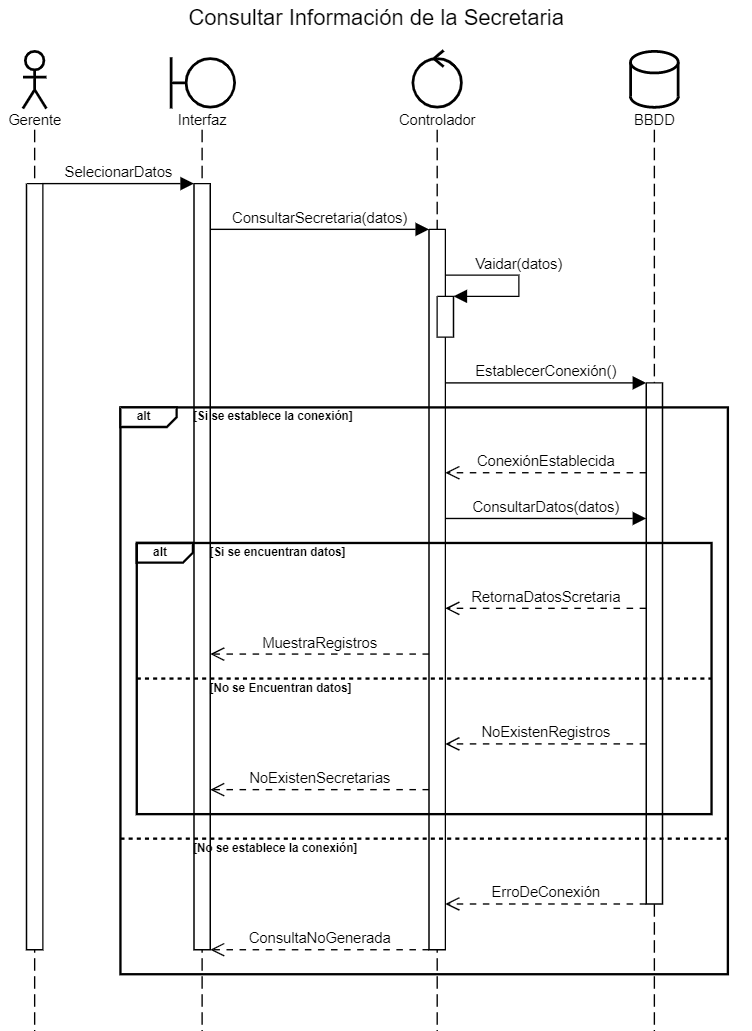 Consultar Información de la Secretaria
Gerente
Interfaz
Controlador
BBDD
SelecionarDatos
ConsultarSecretaria(datos)
Vaidar(datos)
EstablecerConexión()
alt
[Si se establece la conexión]
ConexiónEstablecida
ConsultarDatos(datos)
alt
[Si se encuentran datos]
RetornaDatosScretaria
MuestraRegistros
[No se Encuentran datos]
NoExistenRegistros
NoExistenSecretarias
[No se establece la conexión]
ErroDeConexión
ConsultaNoGenerada